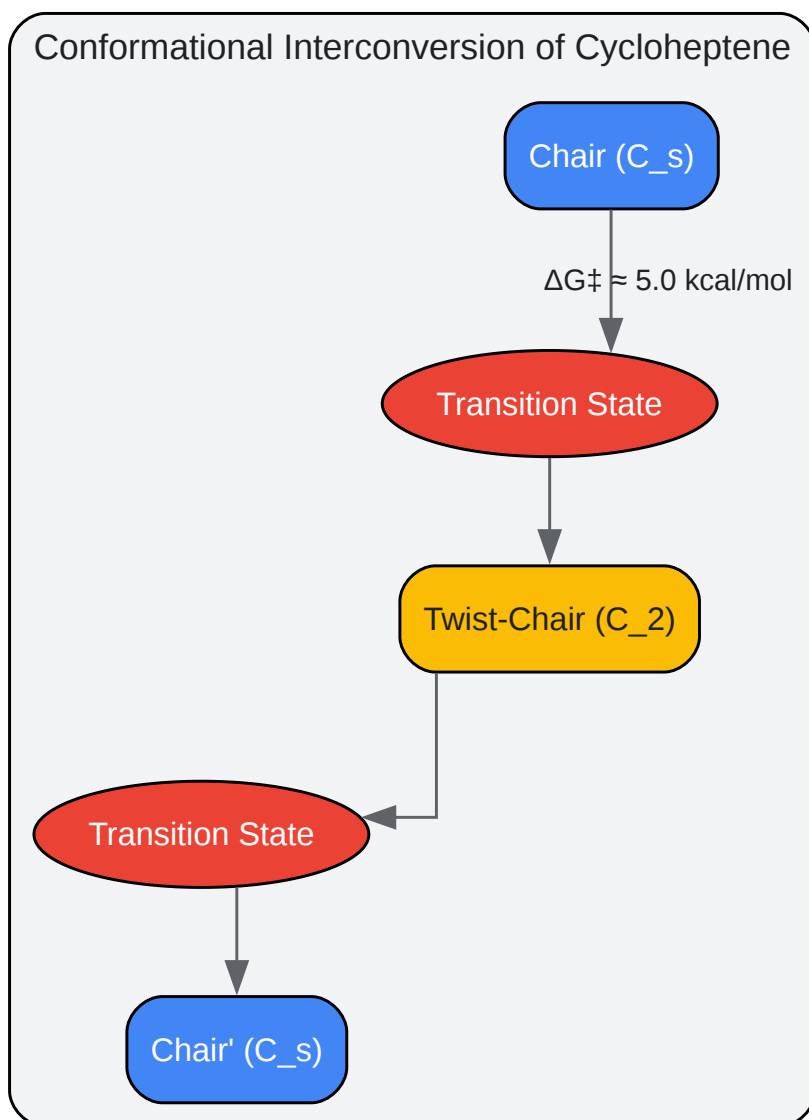 Conformational Interconversion of Cycloheptene
Chair (C_s)
ΔG‡ ≈ 5.0 kcal/mol
Transition State
Twist-Chair (C_2)
Transition State
Chair' (C_s)